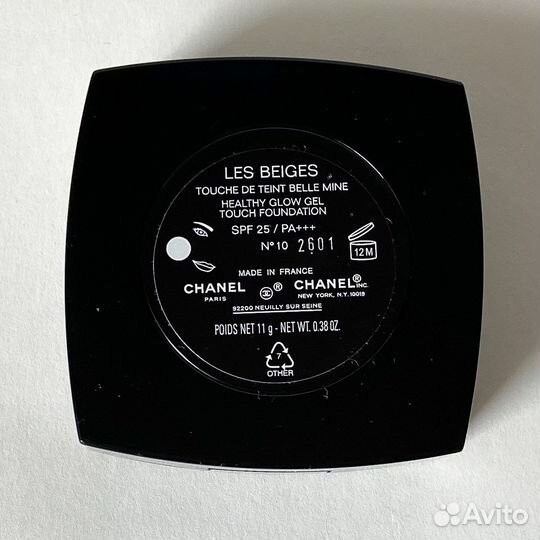 LES BEIGES
TOUCHE DE TEINT BELLE MINE
HEALTHY GLOW GEL
TOUCH FOUNDATION
SPF 25 / PA+++
Nº10 2601
12M
MADE IN FRANCE
CHANEL ® CHANEL® INC.
PARIS NEW YORK, N.Y. 10019
92200 NEUILLY SUR SEINE
POIDS NET 11 g - NET WT. 0.38 OZ.
7
OTHER
Avito